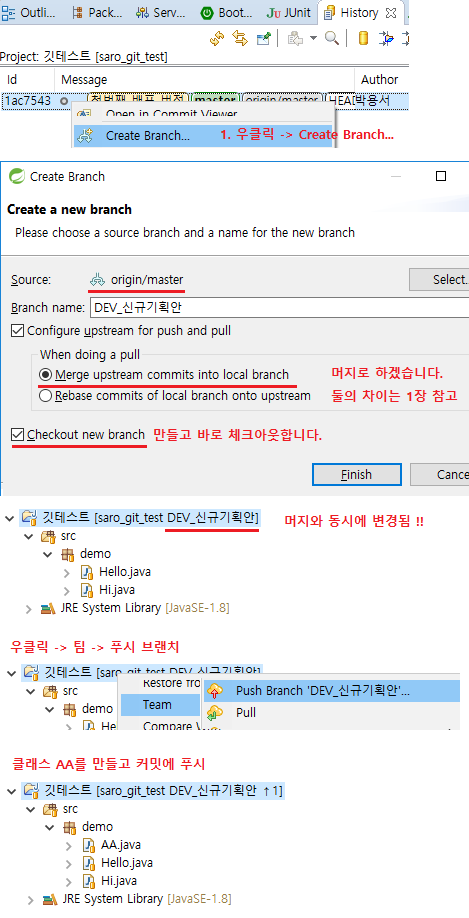 Outli...
Pack...
Serv...
Boot...
JUnit
History
Project: 깃테스트 [saro_git_test]
Id Message Author
1ac7543 첫번째 배포 버전 master origin/master HEAD 박용서
Open in Commit Viewer
Create Branch... 1. 우클릭 -> Create Branch...
Create Branch
Create a new branch
Please choose a source branch and a name for the new branch
Source: origin/master Select...
Branch name: DEV_신규기획안
Configure upstream for push and pull
When doing a pull
Merge upstream commits into local branch 머지로 하겠습니다.
Rebase commits of local branch onto upstream 둘의 차이는 1장 참고
Checkout new branch 만들고 바로 체크아웃합니다.
Finish Cance
깃테스트 [saro_git_test DEV_신규기획안] 머지와 동시에 변경됨 !!
src
demo
Hello.java
Hi.java
JRE System Library [JavaSE-1.8]
우클릭 -> 팀 -> 푸시 브랜치
깃테스트 [saro_git_test DEV_신규기획안]
src Restore fro
Team Push Branch 'DEV_신규기획안'...
demo Pull
He Compare W
클래스 AA를 만들고 커밋에 푸시
깃테스트 [saro_git_test DEV_신규기획안 ↑1]
src
demo
AA.java
Hello.java
Hi.java
JRE System Library [JavaSE-1.8]